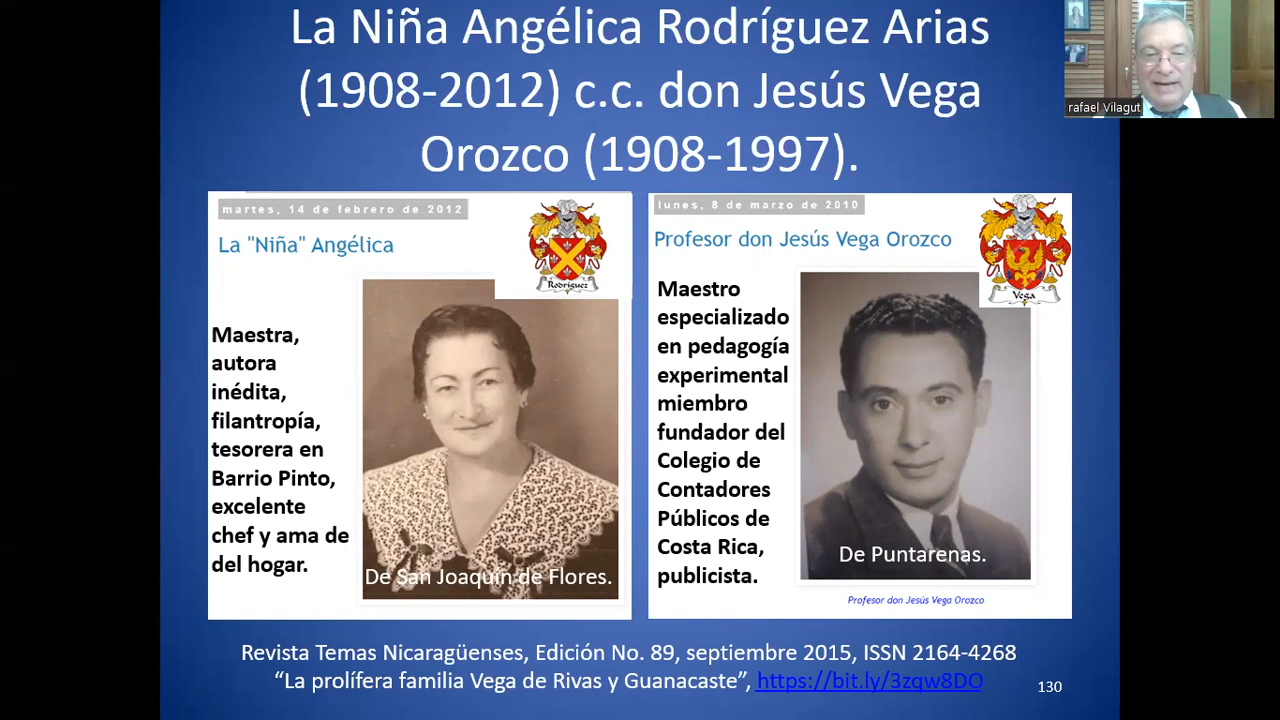 La Niña Angélica Rodríguez Arias
(1908-2012) c.c. don Jesús Vega
Orozco (1908-1997).
rafael Vilagut
martes, 14 de febrero de 2012
La "Niña" Angélica
Rodriguez
Maestra,
autora
inédita,
filantropía,
tesorera en
Barrio Pinto,
excelente
chef y ama de
del hogar.
De San Joaquín de Flores.
lunes, 8 de marzo de 2010
Profesor don Jesús Vega Orozco
Vega
Maestro
especializado
en pedagogía
experimental
miembro
fundador del
Colegio de
Contadores
Públicos de
Costa Rica,
publicista.
De Puntarenas.
Profesor don Jesús Vega Orozco
Revista Temas Nicaragüenses, Edición No. 89, septiembre 2015, ISSN 2164-4268
“La prolífera familia Vega de Rivas y Guanacaste”, https://bit.ly/3zqw8DO
130